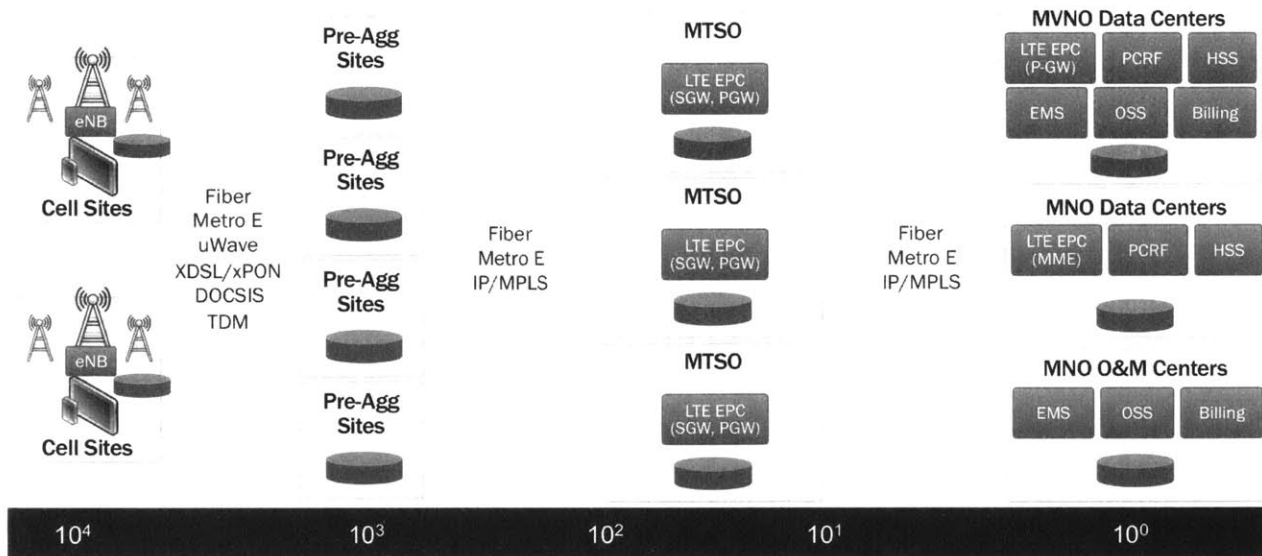 eNB
Cell Sites
eNB
Cell Sites
Fiber
Metro E
uWave
XDSL/xPON
DOCSIS
TDM
Pre-Agg
Sites
Pre-Agg
Sites
Pre-Agg
Sites
Pre-Agg
Sites
Fiber
Metro E
IP/MPLS
MTSO
LTE EPC
(SGW, PGW)
MTSO
LTE EPC
(SGW, PGW)
MTSO
LTE EPC
(SGW, PGW)
Fiber
Metro E
IP/MPLS
MVNO Data Centers
LTE EPC
(P-GW)
PCRF
HSS
EMS
OSS
Billing
MNO Data Centers
LTE EPC
(MME)
PCRF
HSS
MNO O&M Centers
EMS
OSS
Billing
10⁴ 10³ 10² 10¹ 10⁰